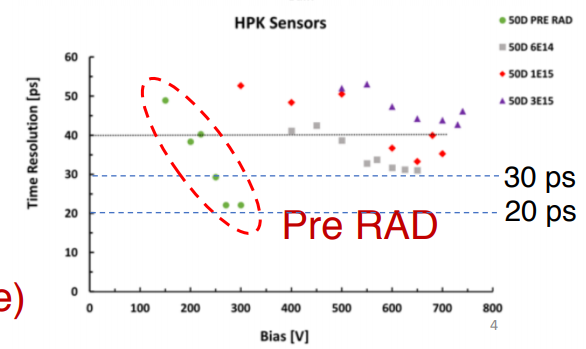 HPK Sensors
50D PRE RAD
50D 6E14
50D 1E15
50D 3E15
Time Resolution [ps]
60
50
40
30
20
10
0
30 ps
20 ps
Pre RAD
e)
0 100 200 300 400 500 600 700 800
Bias [V]
4